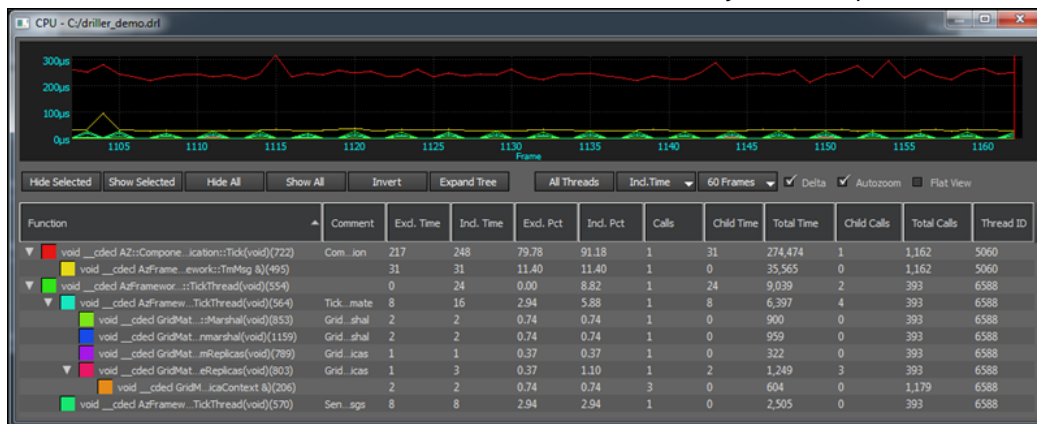 CPU - C:/driller_demo.drl
300µs
200µs
100µs
0µs
1105 1110 1115 1120 1125 1130 1135 1140 1145 1150 1155 1160
Frame
Hide Selected Show Selected Hide All Show All Invert Expand Tree All Threads Incl.Time 60 Frames Delta Autozoom Flat View
Function Comment Excl. Time Incl. Time Excl. Pct Incl. Pct Calls Child Time Total Time Child Calls Total Calls Thread ID
void __cdecl AZ::Compone...ication::Tick(void)(722) Com...ion 217 248 79.78 91.18 1 31 274,474 1 1,162 5060
void __cdecl AzFrame...ework::TmMsg &)(495) 31 31 11.40 11.40 1 0 35,565 0 1,162 5060
void __cdecl AzFramewor...::TickThread(void)(554) 0 24 0.00 8.82 1 24 9,039 2 393 6588
void __cdecl AzFramew...TickThread(void)(564) Tick...mate 8 16 2.94 5.88 1 8 6,397 4 393 6588
void __cdecl GridMat...::Marshal(void)(853) Grid...shal 2 2 0.74 0.74 1 0 900 0 393 6588
void __cdecl GridMat...nmarshal(void)(1159) Grid...shal 2 2 0.74 0.74 1 0 959 0 393 6588
void __cdecl GridMat...mReplicas(void)(789) Grid...icas 1 1 0.37 0.37 1 0 322 0 393 6588
void __cdecl GridMat...eReplicas(void)(803) Grid...icas 1 3 0.37 1.10 1 2 1,249 3 393 6588
void __cdecl GridM...icaContext &)(206) 2 2 0.74 0.74 3 0 604 0 1,179 6588
void __cdecl AzFramew...TickThread(void)(570) Sen...sgs 8 8 2.94 2.94 1 0 2,505 0 393 6588